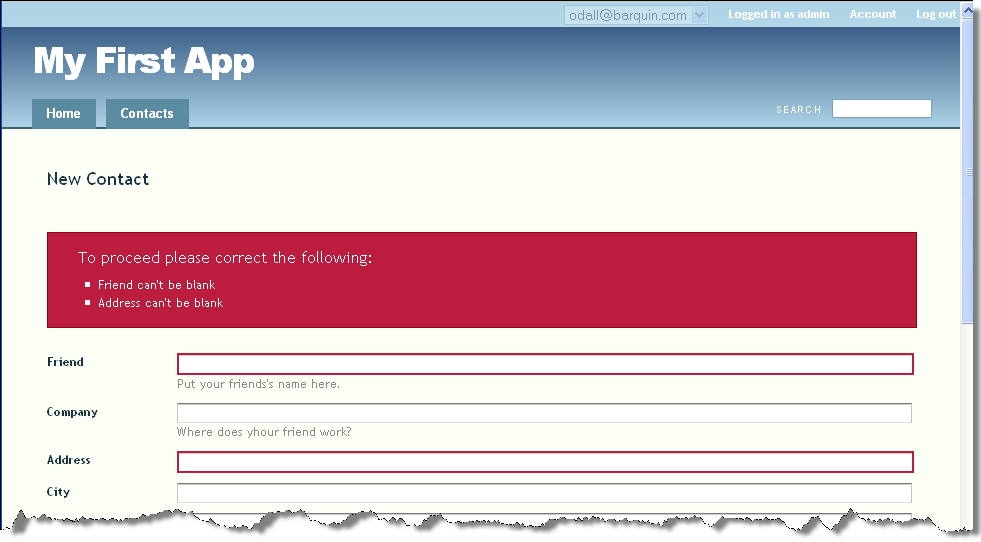 odall@barquin.com Logged in as admin Account Log out
My First App
Home Contacts SEARCH
New Contact
To proceed please correct the following:
Friend can't be blank
Address can't be blank
Friend
Put your friends's name here.
Company
Where does yhour friend work?
Address
City